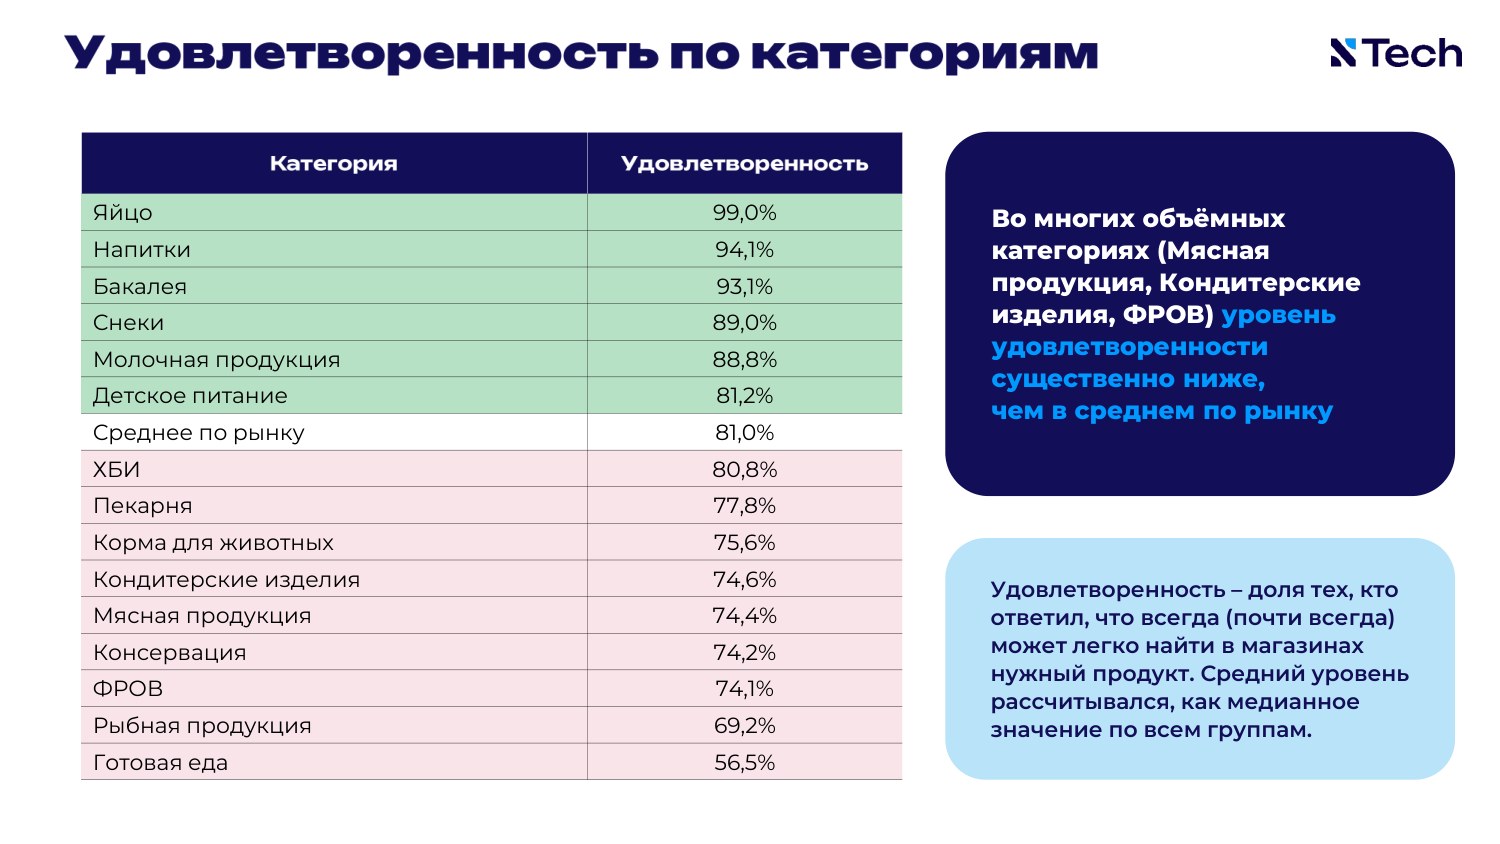 Удовлетворенность по категориям
Tech
Категория Удовлетворенность
Яйцо 99,0%
Напитки 94,1%
Бакалея 93,1%
Снеки 89,0%
Молочная продукция 88,8%
Детское питание 81,2%
Среднее по рынку 81,0%
ХБИ 80,8%
Пекарня 77,8%
Корма для животных 75,6%
Кондитерские изделия 74,6%
Мясная продукция 74,4%
Консервация 74,2%
ФРОВ 74,1%
Рыбная продукция 69,2%
Готовая еда 56,5%
Во многих объёмных
категориях (Мясная
продукция, Кондитерские
изделия, ФРОВ) уровень
удовлетворенности
существенно ниже,
чем в среднем по рынку
Удовлетворенность – доля тех, кто
ответил, что всегда (почти всегда)
может легко найти в магазинах
нужный продукт. Средний уровень
рассчитывался, как медианное
значение по всем группам.